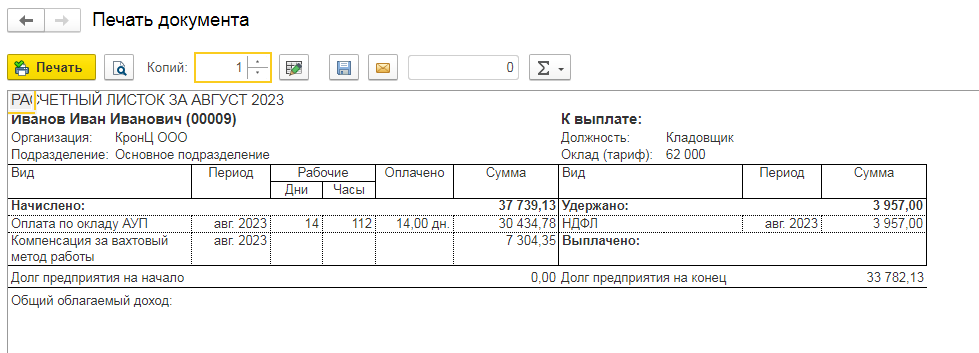 Печать документа
Печать Копий: 1 0 Σ
РАСЧЕТНЫЙ ЛИСТОК ЗА АВГУСТ 2023
Иванов Иван Иванович (00009) К выплате:
Организация: КронЦ ООО Должность: Кладовщик
Подразделение: Основное подразделение Оклад (тариф): 62 000
Вид Период Рабочие Оплачено Сумма Вид Период Сумма
Дни Часы
Начислено: 37 739,13 Удержано: 3 957,00
Оплата по окладу АУП авг. 2023 14 112 14,00 дн. 30 434,78 НДФЛ авг. 2023 3 957,00
Компенсация за вахтовый авг. 2023 7 304,35 Выплачено:
метод работы
Долг предприятия на начало 0,00 Долг предприятия на конец 33 782,13
Общий облагаемый доход: